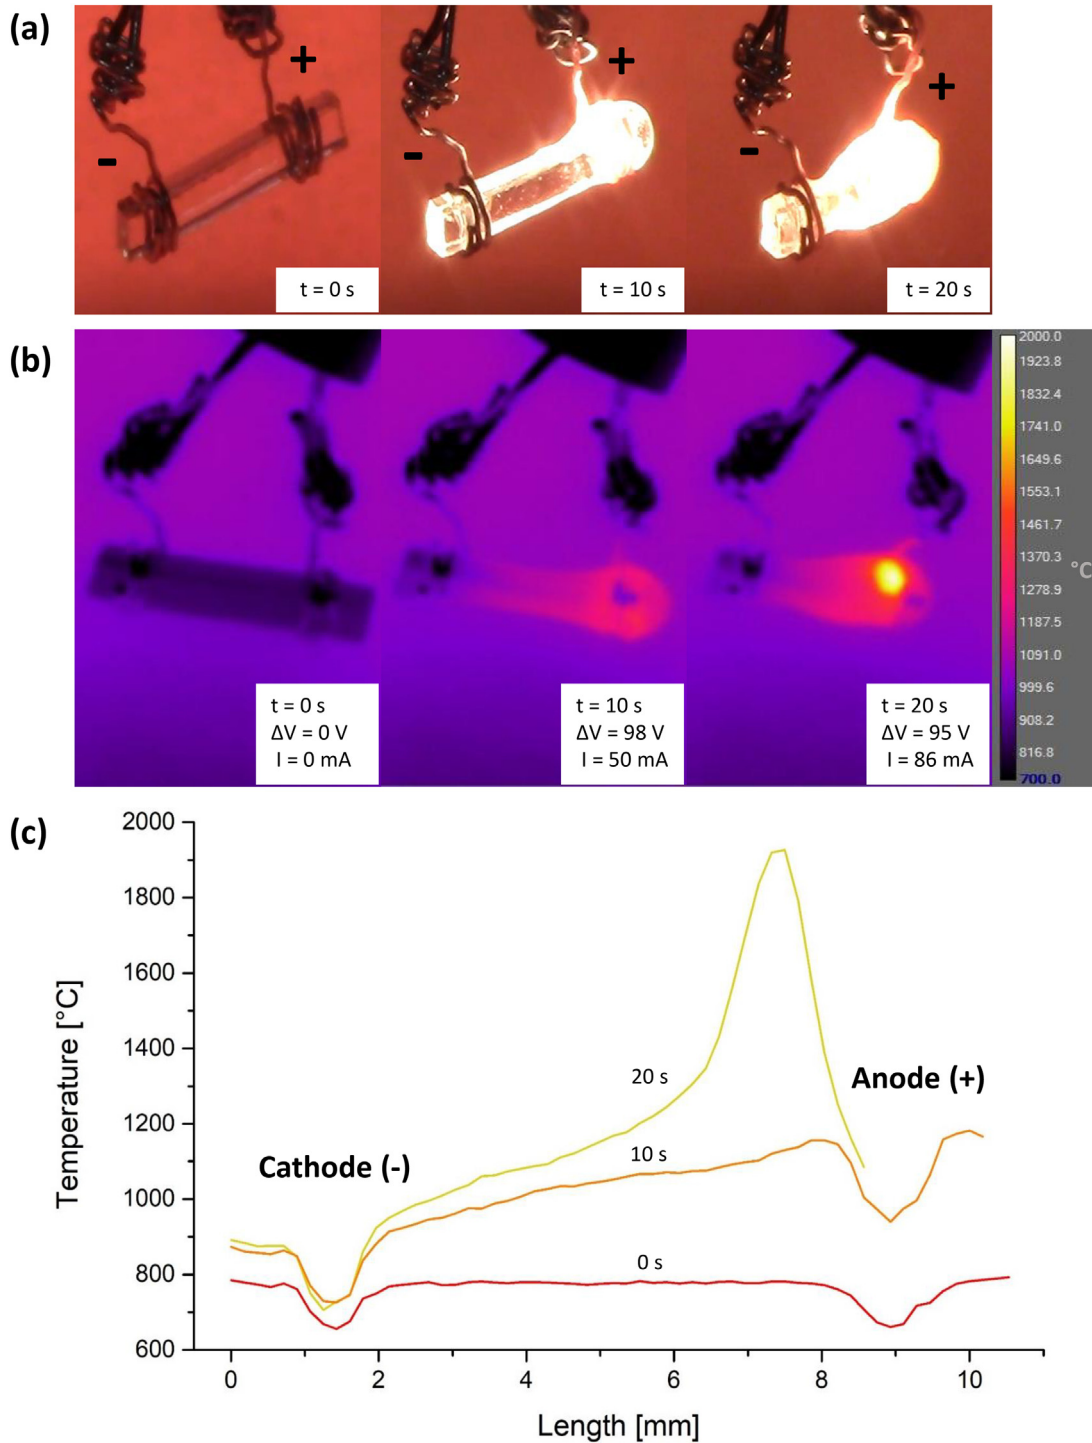 (a)
+
-
t = 0 s
+
-
t = 10 s
+
-
t = 20 s
(b)
t = 0 s
ΔV = 0 V
I = 0 mA
t = 10 s
ΔV = 98 V
I = 50 mA
t = 20 s
ΔV = 95 V
I = 86 mA
2000.0
1923.8
1832.4
1741.0
1649.6
1553.1
1461.7
1370.3
°C
1278.9
1187.5
1091.0
999.6
908.2
816.8
700.0
(c)
2000
1800
1600
1400
1200
1000
800
600
Temperature [°C]
20 s
Anode (+)
10 s
Cathode (-)
0 s
0
2
4
6
8
10
Length [mm]